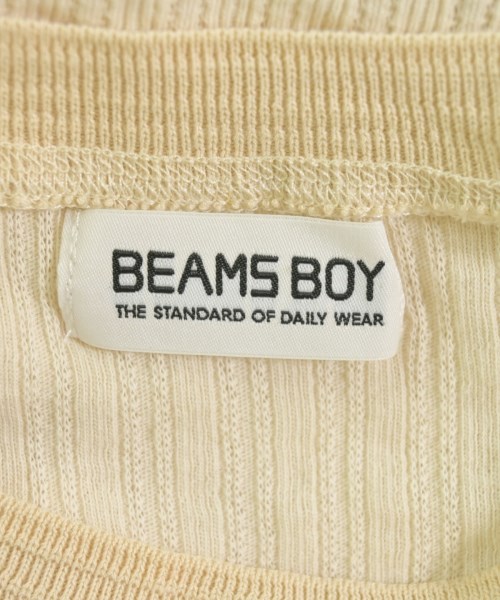 BEAMS BOY
THE STANDARD OF DAILY WEAR